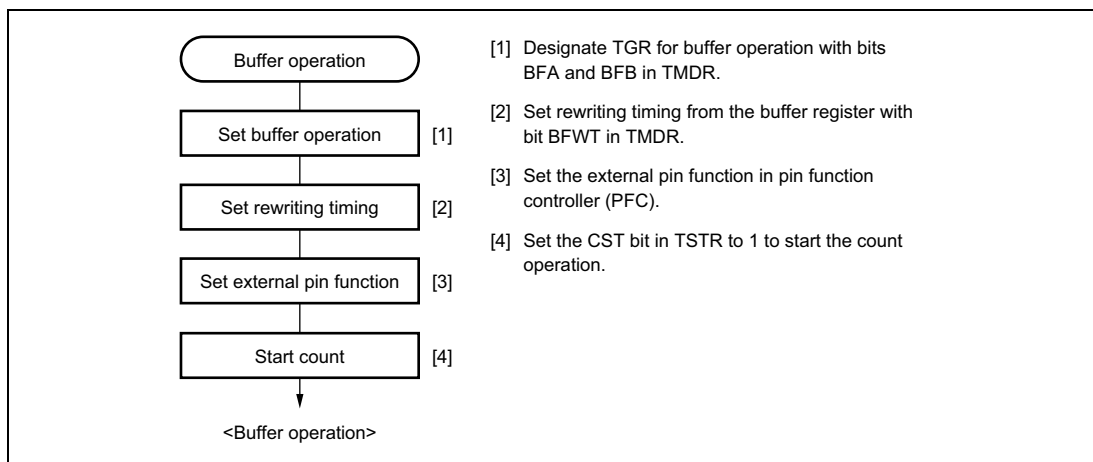 Buffer operation
Set buffer operation [1]
Set rewriting timing [2]
Set external pin function [3]
Start count [4]
<Buffer operation>
[1] Designate TGR for buffer operation with bits
BFA and BFB in TMDR.
[2] Set rewriting timing from the buffer register with
bit BFWT in TMDR.
[3] Set the external pin function in pin function
controller (PFC).
[4] Set the CST bit in TSTR to 1 to start the count
operation.